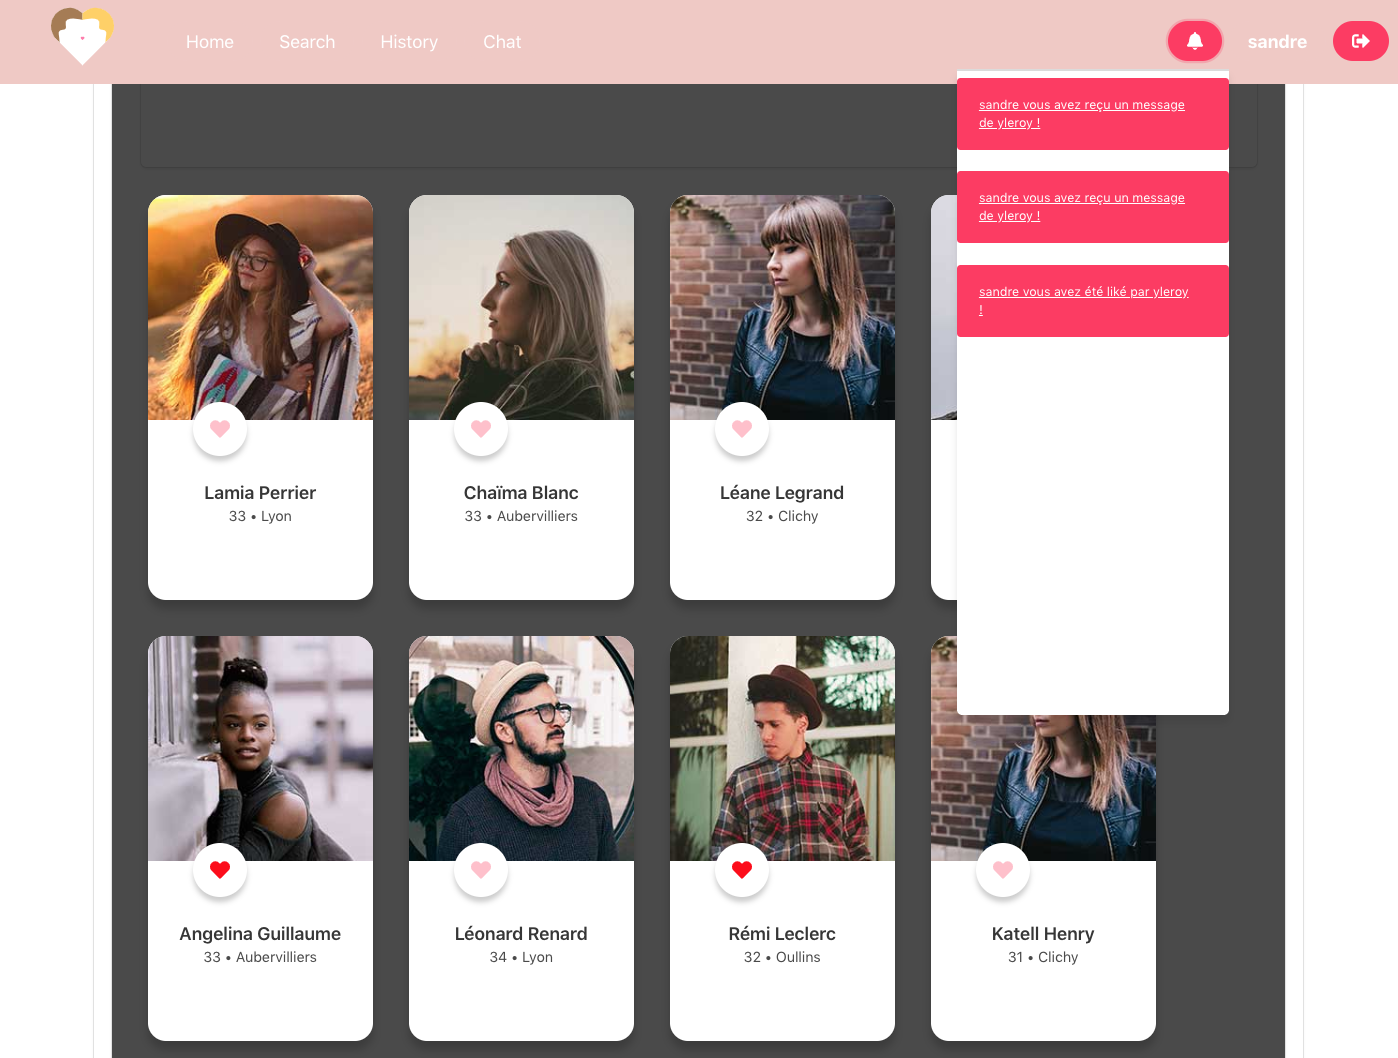 Home
Search
History
Chat
sandre
sandre vous avez reçu un message
de yleroy !
sandre vous avez reçu un message
de yleroy !
sandre vous avez été liké par yleroy
!
Lamia Perrier
33 • Lyon
Chaïma Blanc
33 • Aubervilliers
Léane Legrand
32 • Clichy
Angelina Guillaume
33 • Aubervilliers
Léonard Renard
34 • Lyon
Rémi Leclerc
32 • Oullins
Katell Henry
31 • Clichy